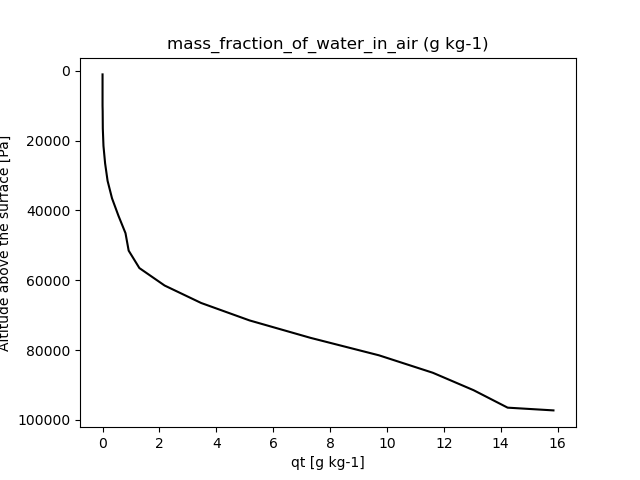 mass_fraction_of_water_in_air (g kg-1)
Altitude above the surface [Pa]
0
20000
40000
60000
80000
100000
0 2 4 6 8 10 12 14 16
qt [g kg-1]